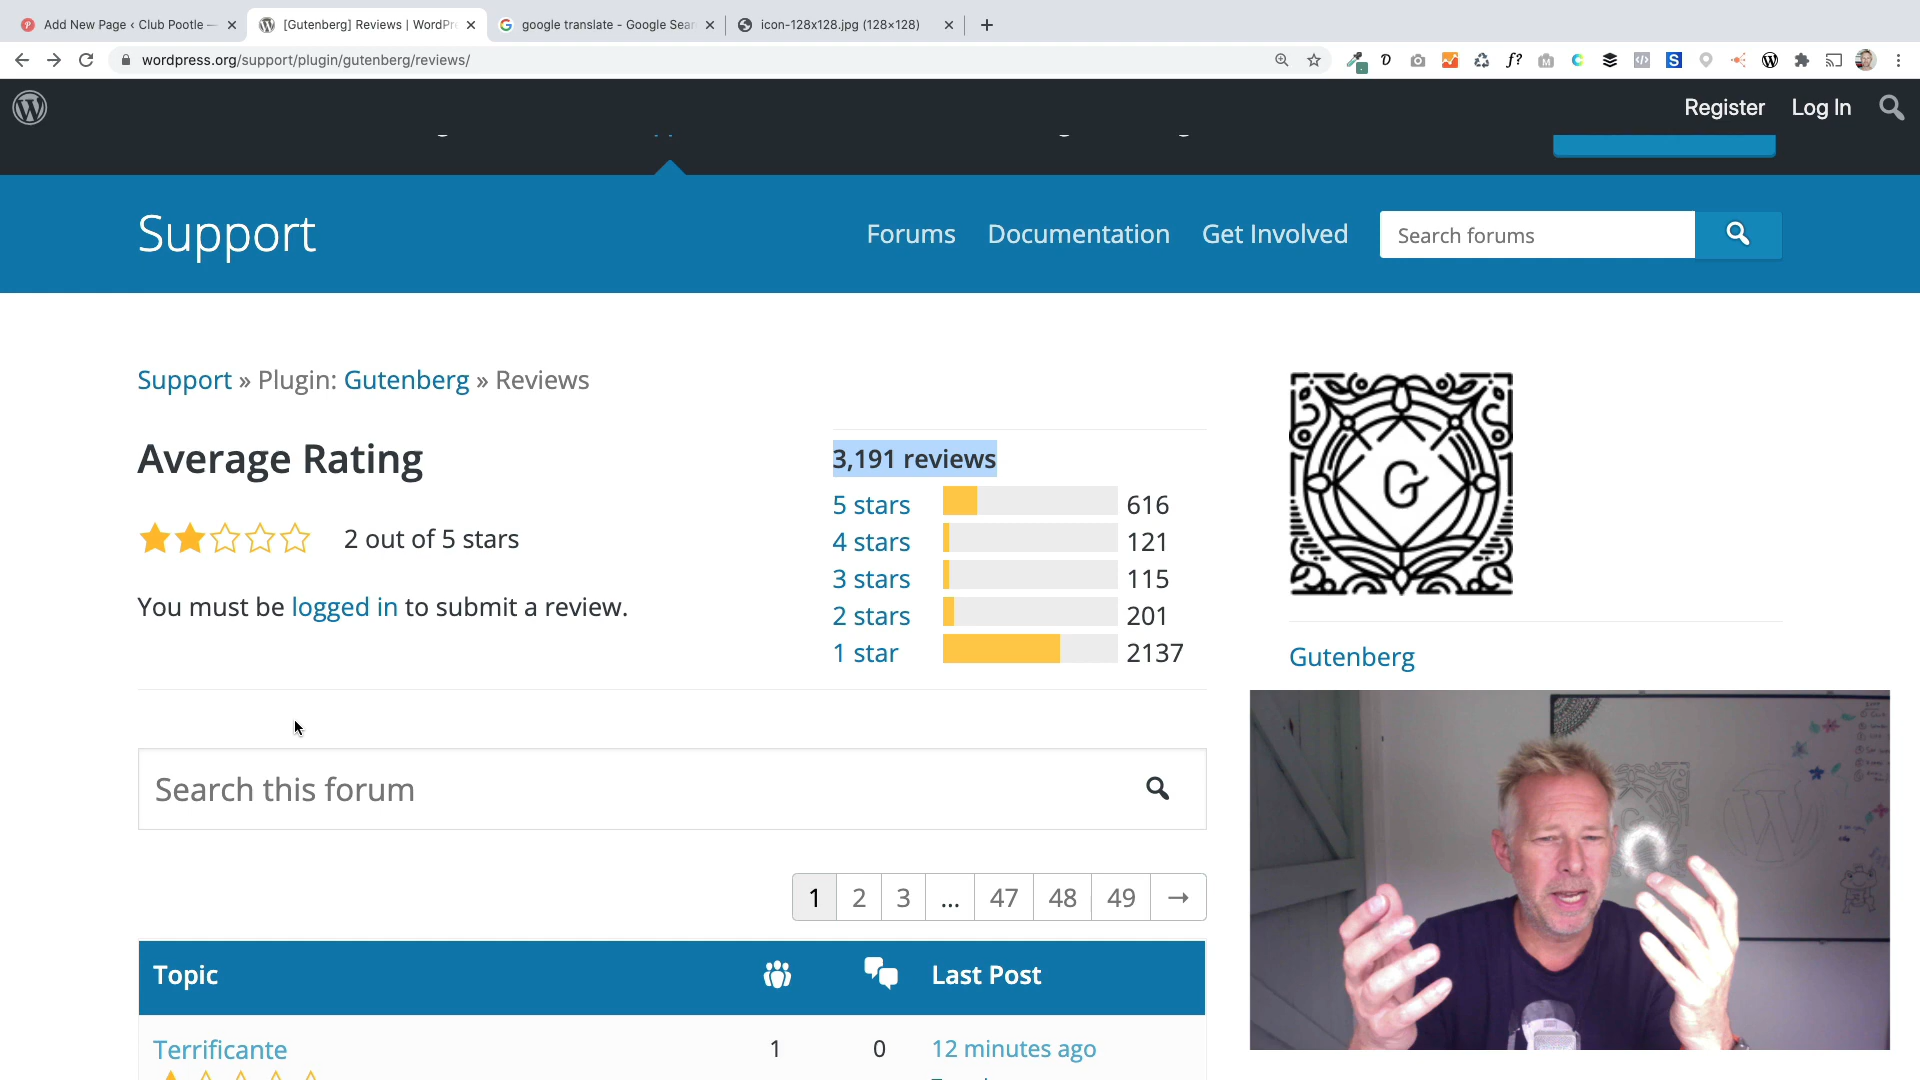 Add New Page ‹ Club Pootle —
[Gutenberg] Reviews | WordPre
google translate - Google Sear
icon-128x128.jpg (128×128)
wordpress.org/support/plugin/gutenberg/reviews/
Register
Log In
Support
Forums
Documentation
Get Involved
Search forums
Support » Plugin: Gutenberg » Reviews
Average Rating
2 out of 5 stars
You must be logged in to submit a review.
3,191 reviews
5 stars 616
4 stars 121
3 stars 115
2 stars 201
1 star 2137
G
Gutenberg
Search this forum
1 2 3 ... 47 48 49 →
Topic Last Post
Terrificante 1 0 12 minutes ago